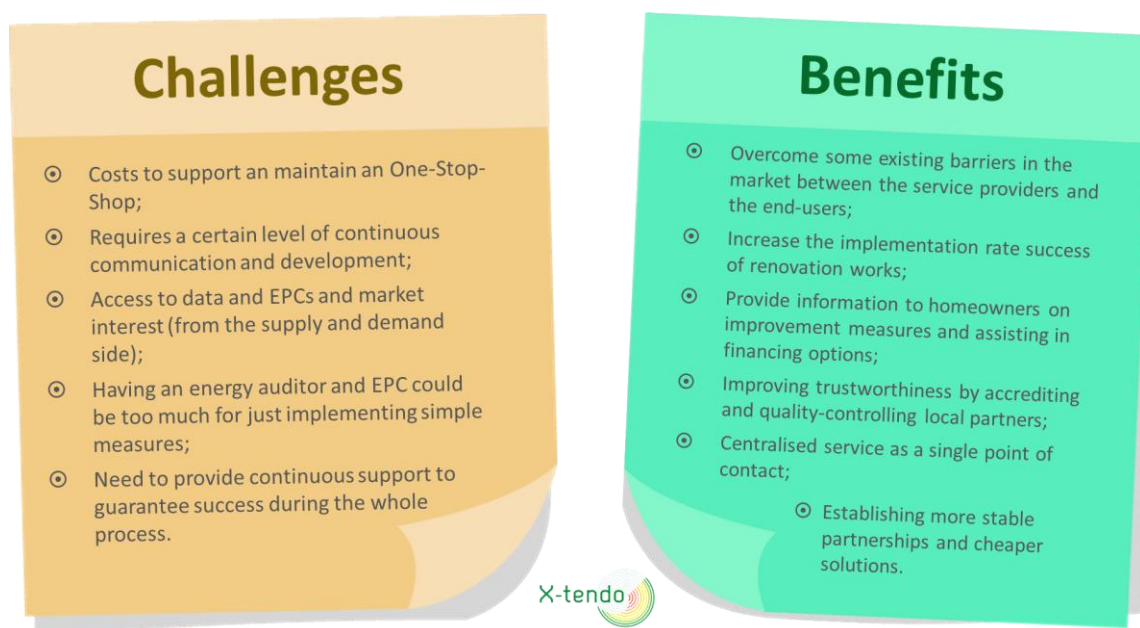 Challenges
Costs to support an maintain an One-Stop-
Shop;
Requires a certain level of continuous
communication and development;
Access to data and EPCs and market
interest (from the supply and demand
side);
Having an energy auditor and EPC could
be too much for just implementing simple
measures;
Need to provide continuous support to
guarantee success during the whole
process.
Benefits
Overcome some existing barriers in the
market between the service providers and
the end-users;
Increase the implementation rate success
of renovation works;
Provide information to homeowners on
improvement measures and assisting in
financing options;
Improving trustworthiness by accrediting
and quality-controlling local partners;
Centralised service as a single point of
contact;
Establishing more stable
partnerships and cheaper
solutions.
X-tendo